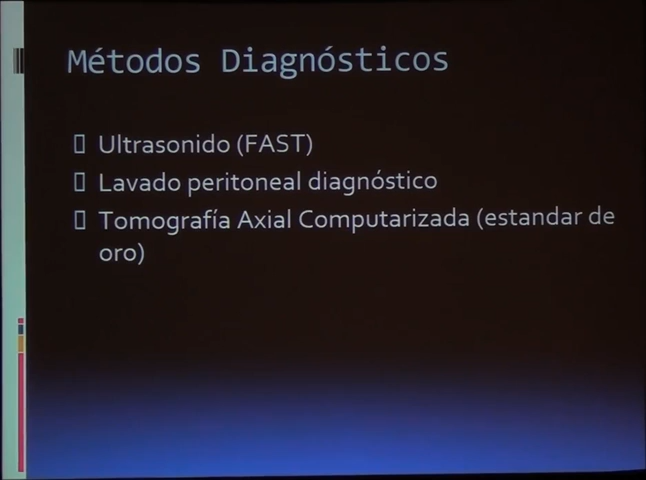 Métodos Diagnósticos
Ultrasonido (FAST)
Lavado peritoneal diagnóstico
Tomografía Axial Computarizada (estandar de
oro)